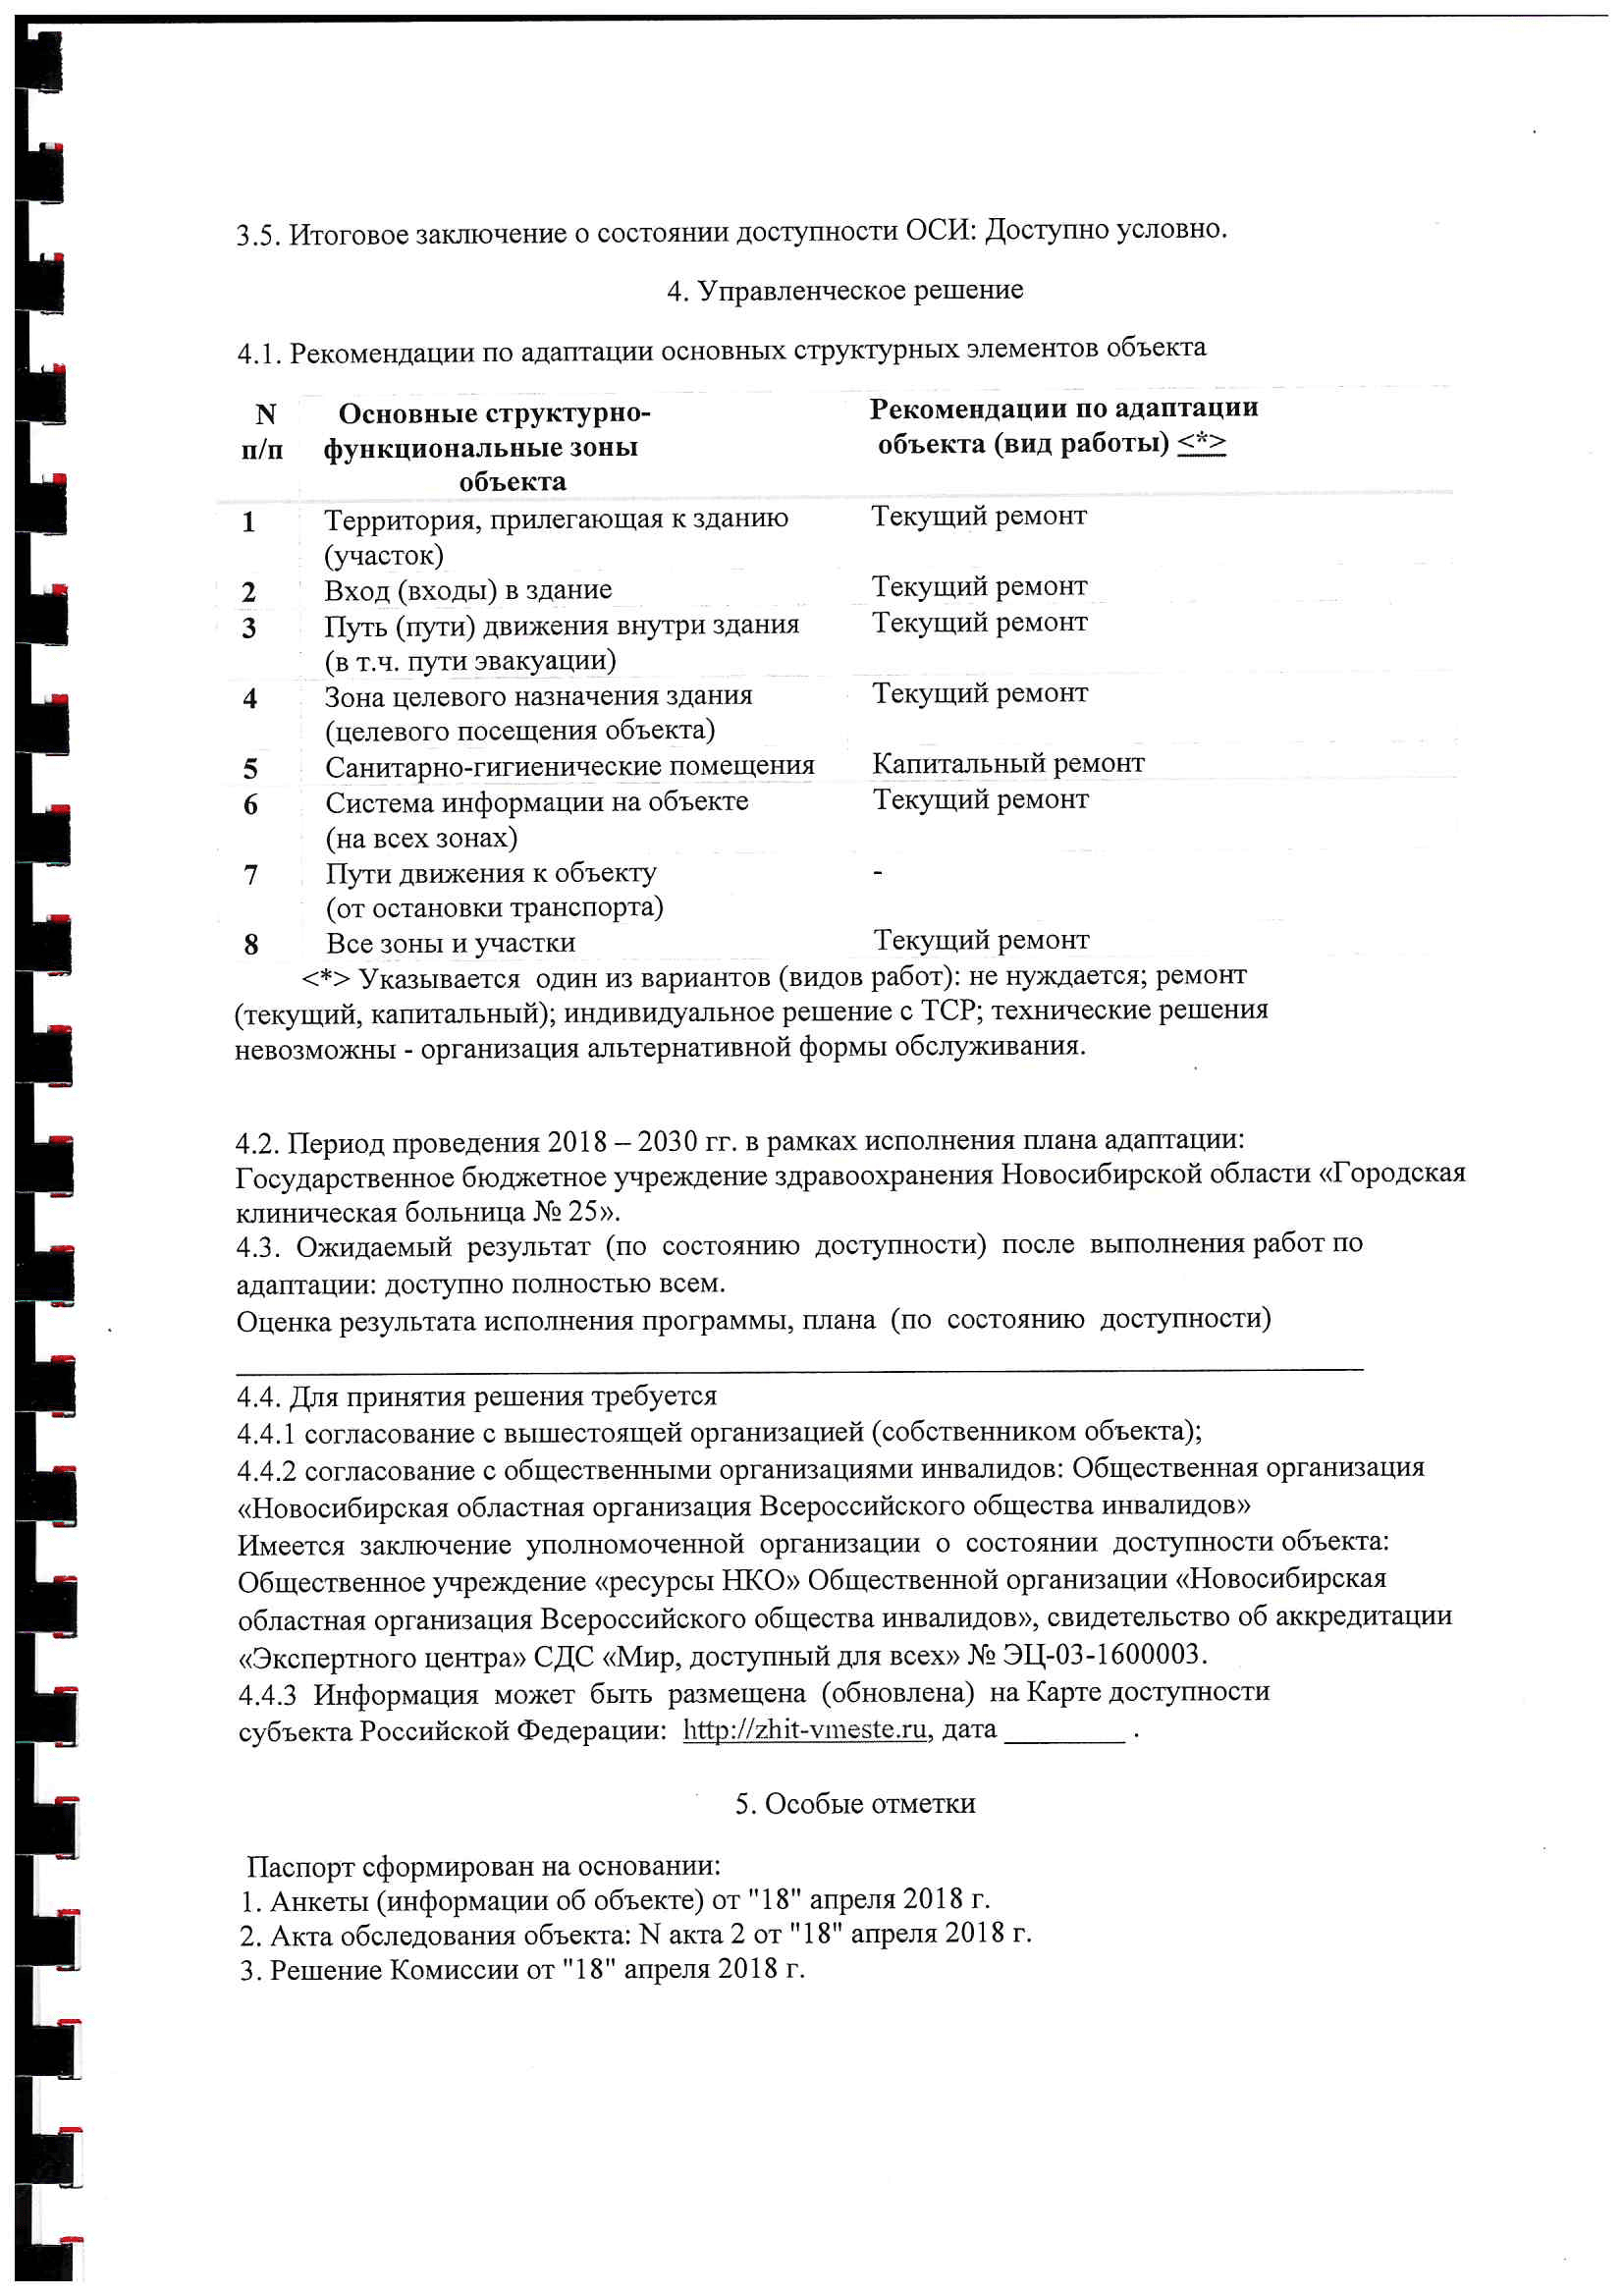 3.5. Итоговое заключение о состоянии доступности ОСИ: Доступно условно.
4. Управленческое решение
4.1. Рекомендации по адаптации основных структурных элементов объекта
N п/п Основные структурно-функциональные зоны объекта Рекомендации по адаптации объекта (вид работы) <*>
1 Территория, прилегающая к зданию Текущий ремонт
(участок)
2 Вход (входы) в здание Текущий ремонт
3 Путь (пути) движения внутри здания Текущий ремонт
(в т.ч. пути эвакуации)
4 Зона целевого назначения здания Текущий ремонт
(целевого посещения объекта)
5 Санитарно-гигиенические помещения Капитальный ремонт
6 Система информации на объекте Текущий ремонт
(на всех зонах)
7 Пути движения к объекту -
(от остановки транспорта)
8 Все зоны и участки Текущий ремонт
<*> Указывается один из вариантов (видов работ): не нуждается; ремонт
(текущий, капитальный); индивидуальное решение с ТСР; технические решения
невозможны - организация альтернативной формы обслуживания.
4.2. Период проведения 2018 – 2030 гг. в рамках исполнения плана адаптации:
Государственное бюджетное учреждение здравоохранения Новосибирской области «Городская
клиническая больница № 25».
4.3. Ожидаемый результат (по состоянию доступности) после выполнения работ по
адаптации: доступно полностью всем.
Оценка результата исполнения программы, плана (по состоянию доступности)
4.4. Для принятия решения требуется
4.4.1 согласование с вышестоящей организацией (собственником объекта);
4.4.2 согласование с общественными организациями инвалидов: Общественная организация
«Новосибирская областная организация Всероссийского общества инвалидов»
Имеется заключение уполномоченной организации о состоянии доступности объекта:
Общественное учреждение «ресурсы НКО» Общественной организации «Новосибирская
областная организация Всероссийского общества инвалидов», свидетельство об аккредитации
«Экспертного центра» СДС «Мир, доступный для всех» № ЭЦ-03-1600003.
4.4.3 Информация может быть размещена (обновлена) на Карте доступности
субъекта Российской Федерации: http://zhit-vmeste.ru, дата ________ .
5. Особые отметки
Паспорт сформирован на основании:
1. Анкеты (информации об объекте) от "18" апреля 2018 г.
2. Акта обследования объекта: N акта 2 от "18" апреля 2018 г.
3. Решение Комиссии от "18" апреля 2018 г.